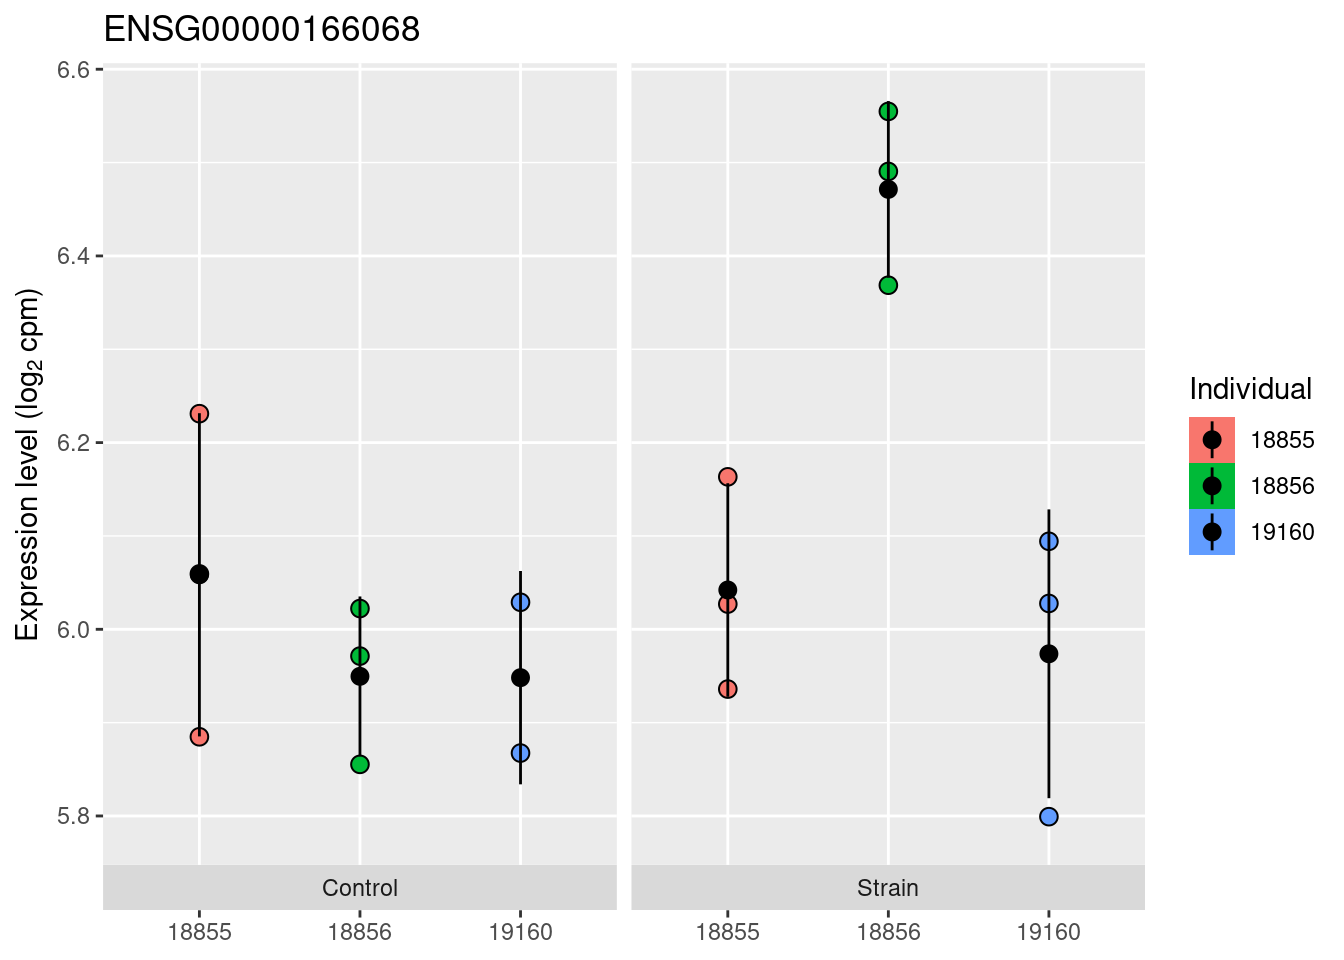 ENSG00000166068
Expression level (log₂ cpm)
6.6
6.4
6.2
6.0
5.8
Control
Strain
18855
18856
19160
18855
18856
19160
Individual
18855
18856
19160